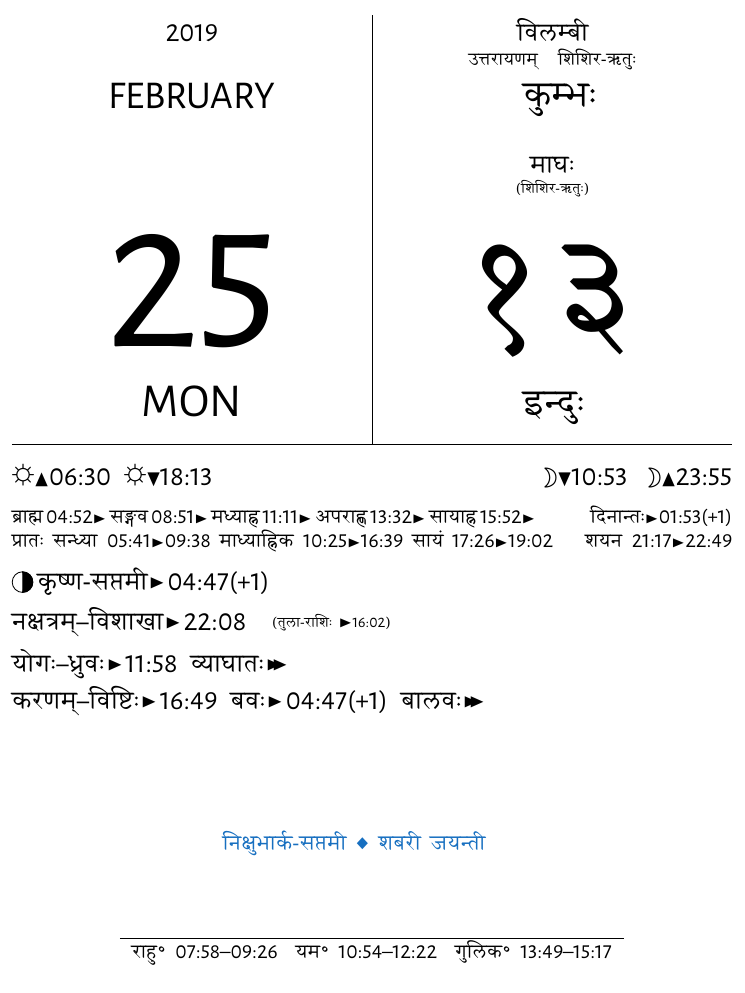 2019
FEBRUARY
25
MON
विलम्बी
उत्तरायणम् शिशिर-ऋतुः
कुम्भः
माघः
(शिशिर-ऋतुः)
१३
इन्दुः
☼▲06:30 ☼▼18:13 ☽▼10:53 ☽▲23:55
ब्राह्म 04:52► सङ्गव 08:51► मध्याह्न 11:11► अपराह्ण 13:32► सायाह्न 15:52► दिनान्तः►01:53(+1)
प्रातः सन्ध्या 05:41►09:38 माध्याह्निक 10:25►16:39 सायं 17:26►19:02 शयन 21:17►22:49
◑ कृष्ण-सप्तमी► 04:47(+1)
नक्षत्रम्–विशाखा► 22:08 (तुला-राशिः ►16:02)
योगः–ध्रुवः►11:58 व्याघातः►►
करणम्–विष्टिः►16:49 बवः►04:47(+1) बालवः►►
निक्षुभार्क-सप्तमी ◆ शबरी जयन्ती
राहु° 07:58–09:26 यम° 10:54–12:22 गुलिक° 13:49–15:17